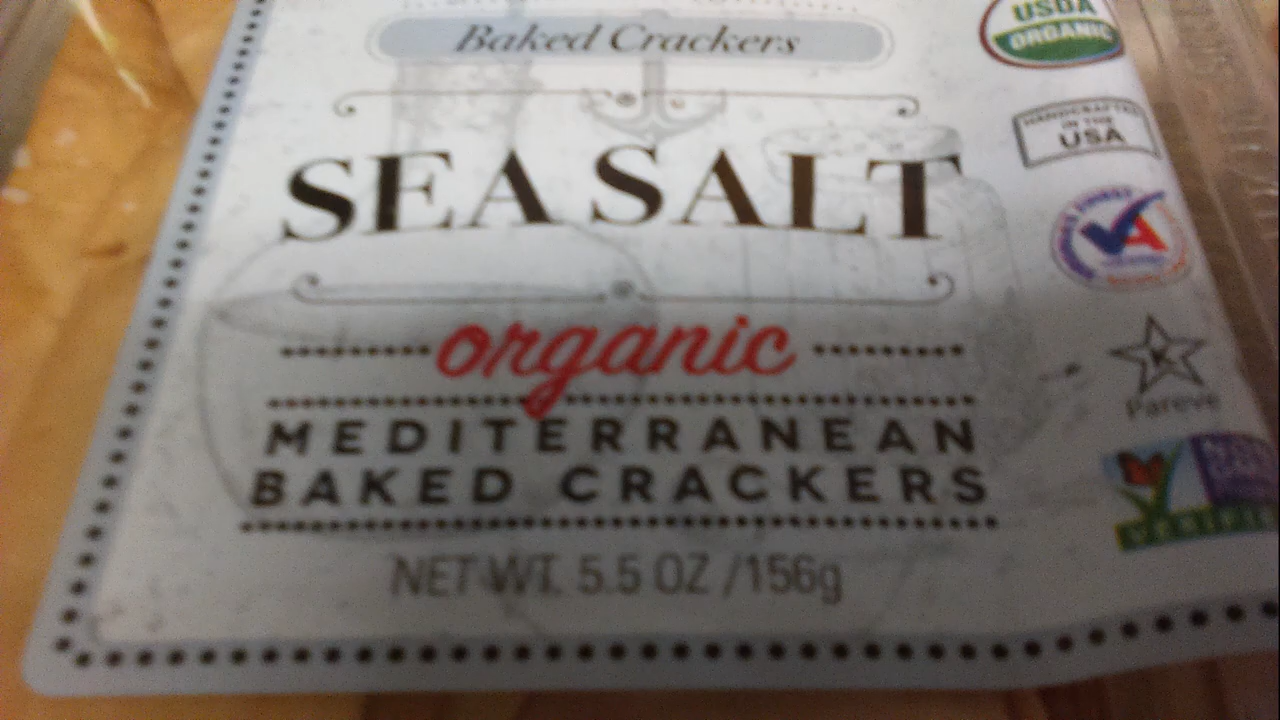 Baked Crackers
USDA
ORGANIC
HANDCRAFTED
IN THE
USA
SEA SALT
organic
MEDITERRANEAN
BAKED CRACKERS
K
Pareve
NET WT. 5.5 OZ /156g